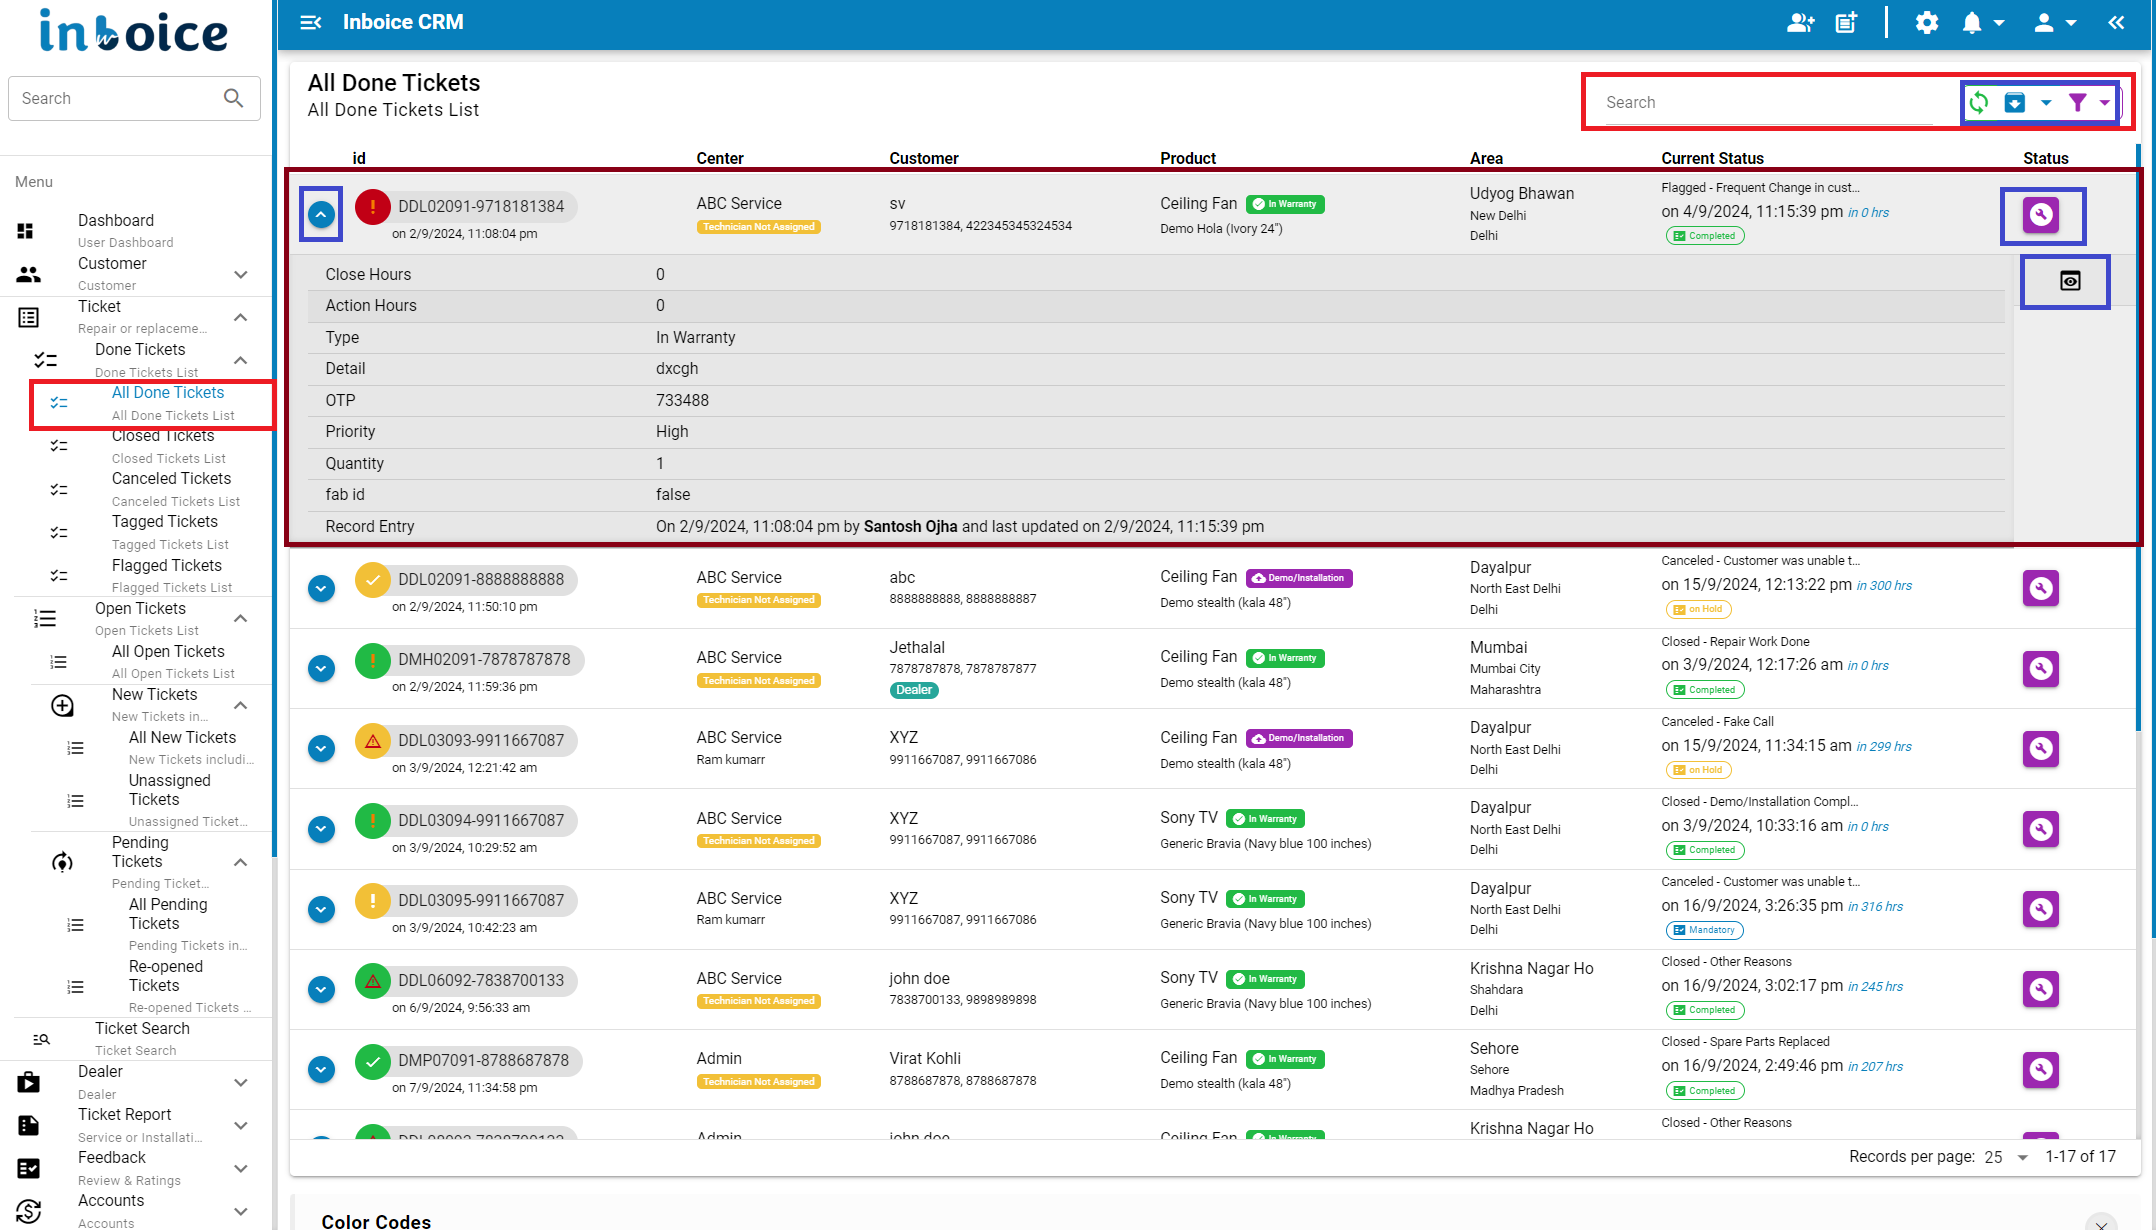 inboice
Search
Menu
Dashboard
User Dashboard
Customer
Customer
Ticket
Repair or replaceme...
Done Tickets
Done Tickets List
All Done Tickets
All Done Tickets List
Closed Tickets
Closed Tickets List
Canceled Tickets
Canceled Tickets List
Tagged Tickets
Tagged Tickets List
Flagged Tickets
Flagged Tickets List
Open Tickets
Open Tickets List
All Open Tickets
All Open Tickets List
New Tickets
New Tickets in...
All New Tickets
New Tickets includi...
Unassigned
Tickets
Unassigned Ticket...
Pending
Tickets
Pending Ticket...
All Pending
Tickets
Pending Tickets in...
Re-opened
Tickets
Re-opened Tickets ...
Ticket Search
Ticket Search
Dealer
Dealer
Ticket Report
Service or Installati...
Feedback
Review & Ratings
Accounts
Accounts
Inboice CRM
All Done Tickets
All Done Tickets List
Search
id Center Customer Product Area Current Status Status
DDL02091-9718181384
on 2/9/2024, 11:08:04 pm
ABC Service
Technician Not Assigned
sv
9718181384, 422345345324534
Ceiling Fan In Warranty
Demo Hola (Ivory 24")
Udyog Bhawan
New Delhi
Delhi
Flagged - Frequent Change in cust...
on 4/9/2024, 11:15:39 pm in 0 hrs
Completed
Close Hours 0
Action Hours 0
Type In Warranty
Detail dxcgh
OTP 733488
Priority High
Quantity 1
fab id false
Record Entry On 2/9/2024, 11:08:04 pm by Santosh Ojha and last updated on 2/9/2024, 11:15:39 pm
DDL02091-8888888888
on 2/9/2024, 11:50:10 pm
ABC Service
Technician Not Assigned
abc
8888888888, 8888888887
Ceiling Fan Demo/Installation
Demo stealth (kala 48")
Dayalpur
North East Delhi
Delhi
Canceled - Customer was unable t...
on 15/9/2024, 12:13:22 pm in 300 hrs
on Hold
DMH02091-7878787878
on 2/9/2024, 11:59:36 pm
ABC Service
Technician Not Assigned
Jethalal
7878787878, 7878787877
Dealer
Ceiling Fan In Warranty
Demo stealth (kala 48")
Mumbai
Mumbai City
Maharashtra
Closed - Repair Work Done
on 3/9/2024, 12:17:26 am in 0 hrs
Completed
DDL03093-9911667087
on 3/9/2024, 12:21:42 am
ABC Service
Ram kumarr
XYZ
9911667087, 9911667086
Ceiling Fan Demo/Installation
Demo stealth (kala 48")
Dayalpur
North East Delhi
Delhi
Canceled - Fake Call
on 15/9/2024, 11:34:15 am in 299 hrs
on Hold
DDL03094-9911667087
on 3/9/2024, 10:29:52 am
ABC Service
Technician Not Assigned
XYZ
9911667087, 9911667086
Sony TV In Warranty
Generic Bravia (Navy blue 100 inches)
Dayalpur
North East Delhi
Delhi
Closed - Demo/Installation Compl...
on 3/9/2024, 10:33:16 am in 0 hrs
Completed
DDL03095-9911667087
on 3/9/2024, 10:42:23 am
ABC Service
Ram kumarr
XYZ
9911667087, 9911667086
Sony TV In Warranty
Generic Bravia (Navy blue 100 inches)
Dayalpur
North East Delhi
Delhi
Canceled - Customer was unable t...
on 16/9/2024, 3:26:35 pm in 316 hrs
Mandatory
DDL06092-7838700133
on 6/9/2024, 9:56:33 am
ABC Service
Technician Not Assigned
john doe
7838700133, 9898989898
Sony TV In Warranty
Generic Bravia (Navy blue 100 inches)
Krishna Nagar Ho
Shahdara
Delhi
Closed - Other Reasons
on 16/9/2024, 3:02:17 pm in 245 hrs
Completed
DMP07091-8788687878
on 7/9/2024, 11:34:58 pm
Admin
Technician Not Assigned
Virat Kohli
8788687878, 8788687878
Ceiling Fan In Warranty
Demo stealth (kala 48")
Sehore
Sehore
Madhya Pradesh
Closed - Spare Parts Replaced
on 16/9/2024, 2:49:46 pm in 207 hrs
Completed
Admin
john doe
Ceiling Fan In Warranty
Krishna Nagar Ho
Closed - Other Reasons
Records per page: 25 1-17 of 17
Color Codes